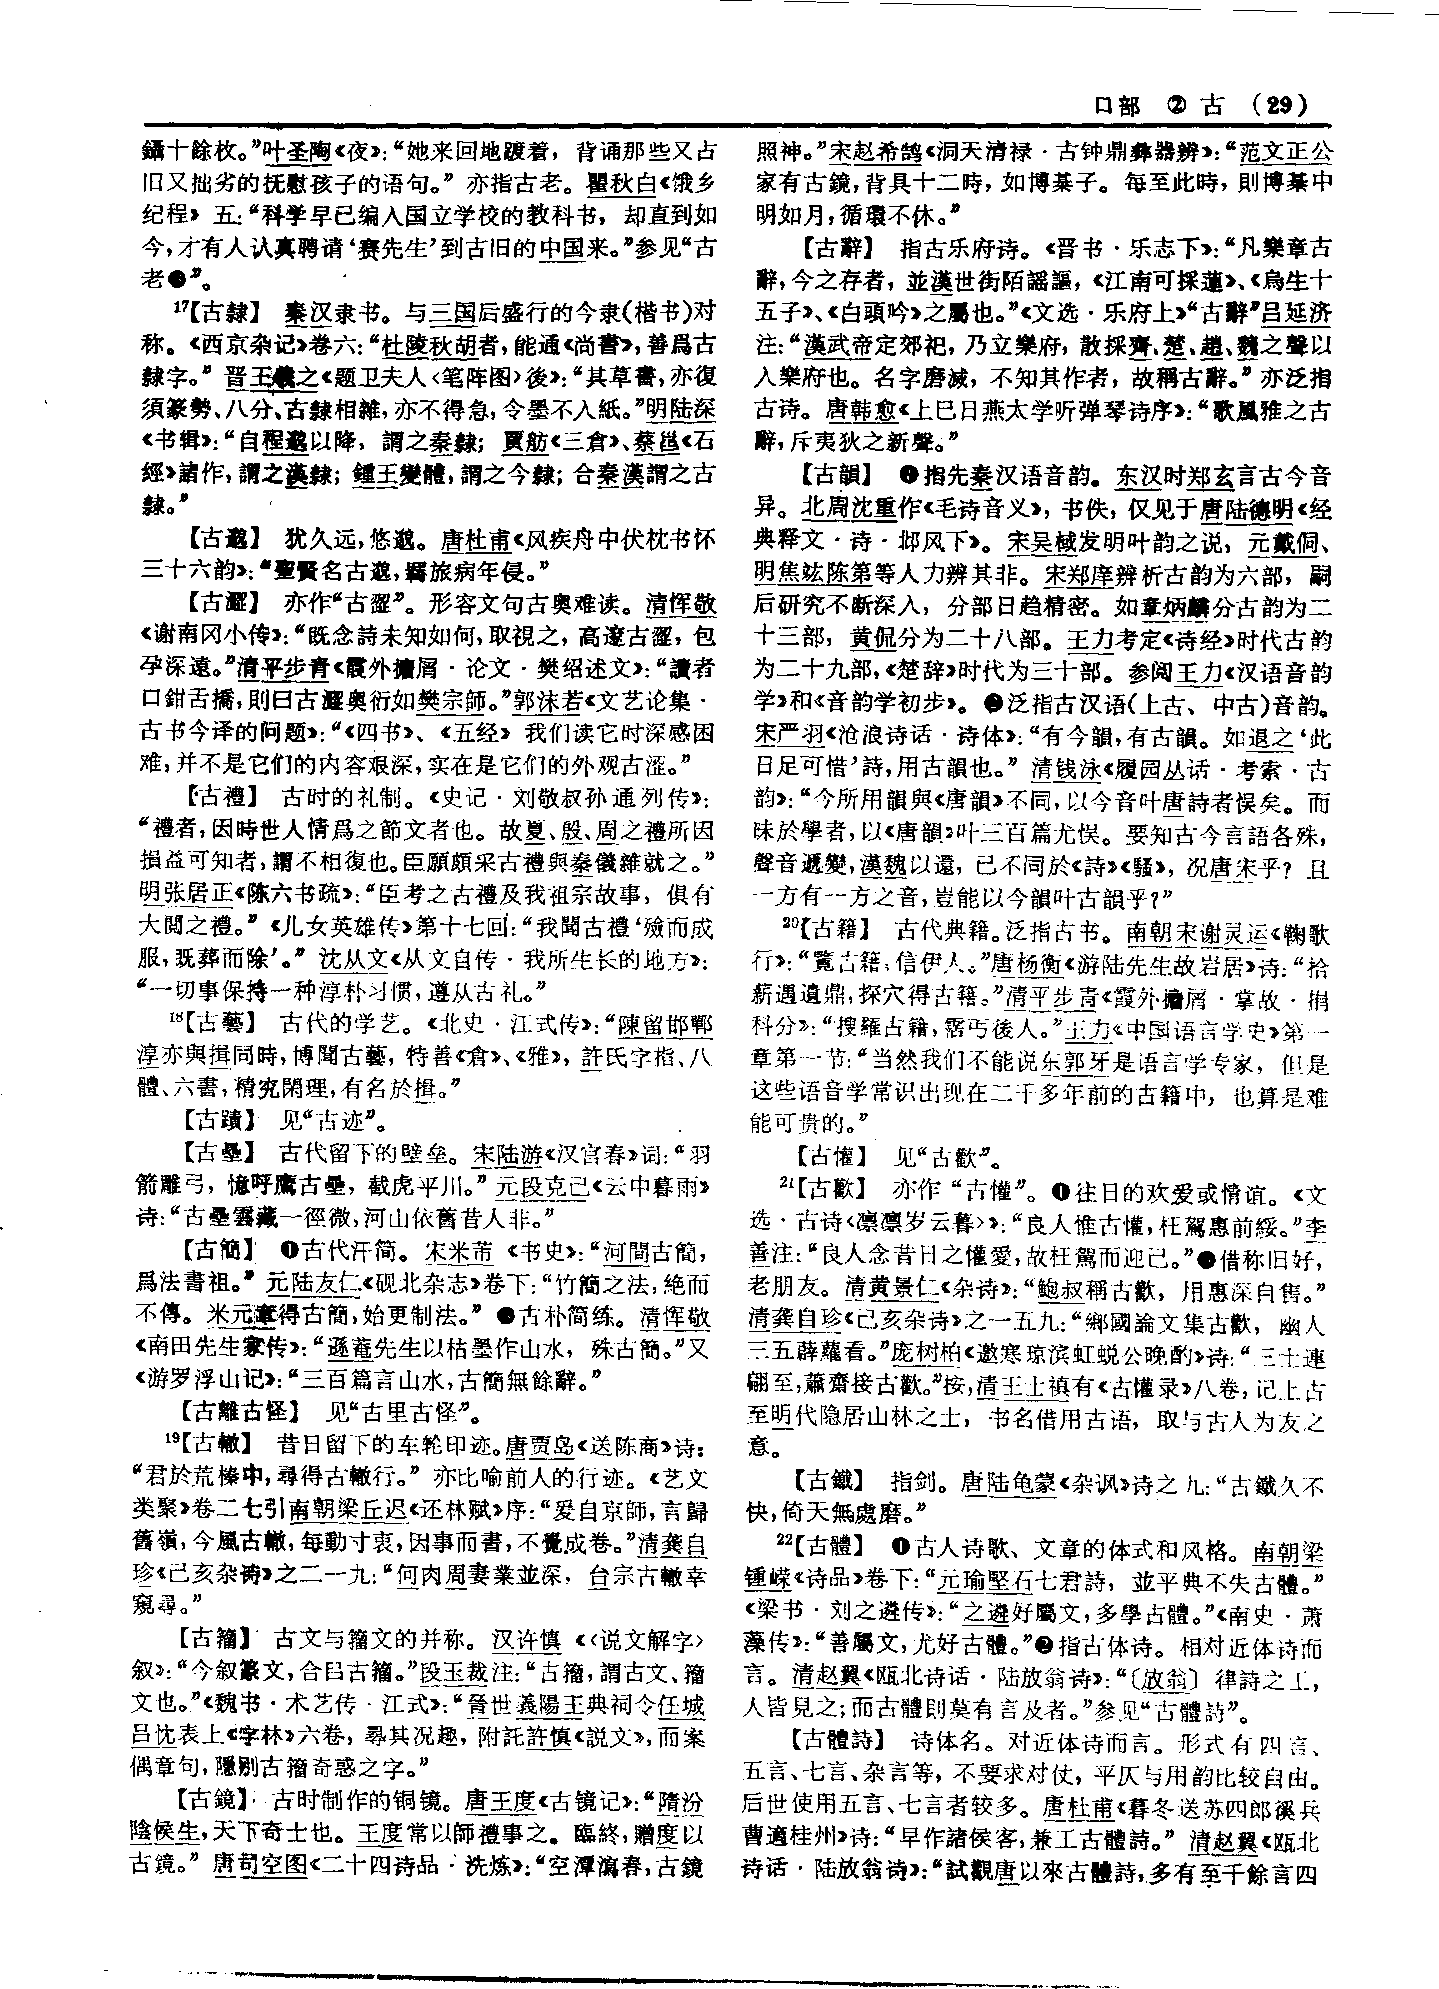 口部 ② 古 (29)
鑷十餘枚。”叶圣陶《夜》：“她来回地踱着，背诵那些又占
旧又拙劣的抚慰孩子的语句。” 亦指古老。瞿秋白《饿乡
纪程》五：“科学早已编入国立学校的教科书，却直到如
今，才有人认真聘请‘赛先生’到古旧的中国来。”参见“古
老●”。
17【古隸】 秦汉隶书。与三国后盛行的今隶(楷书)对
称。《西京杂记》卷六：“杜陵秋胡者，能通《尚書》，善爲古
隸字。” 晋王羲之《题卫夫人〈笔阵图〉後》：“其草書，亦復
須篆勢、八分、古隸相雜，亦不得急，令墨不入紙。”明陆深
《书辑》：“自程邈以降，謂之秦隸；賈舫《三倉》、蔡邕《石
經》諸作，謂之漢隸；鍾王變體，謂之今隸；合秦漢謂之古
隸。”
【古邈】 犹久远，悠邈。唐杜甫《风疾舟中伏枕书怀
三十六韵》：“聖賢名古邈，羇旅病年侵。”
【古澀】 亦作“古澁”。形容文句古奥难读。清恽敬
《谢南冈小传》：“既念詩未知如何，取視之，高邃古澀，包
孕深遠。”清平步青《霞外攟屑·论文·樊绍述文》：“讀者
口鉗舌撟，則曰古澀奥衍如樊宗師。”郭沫若《文艺论集·
古书今译的问题》：“《四书》、《五经》我们读它时深感困
难，并不是它们的内容艰深，实在是它们的外观古涩。”
【古禮】 古时的礼制。《史记·刘敬叔孙通列传》：
“禮者，因時世人情爲之節文者也。故夏、殷、周之禮所因
損益可知者，謂不相復也。臣願頗采古禮與秦儀雜就之。”
明张居正《陈六书疏》：“臣考之古禮及我祖宗故事，俱有
大閲之禮。” 《儿女英雄传》第十七回：“我聞古禮‘殮而成
服，既葬而除’。” 沈从文《从文自传·我所生长的地方》：
“一切事保持一种淳朴习惯，遵从古礼。”
18【古藝】 古代的学艺。《北史·江式传》：“陳留邯鄲
淳亦與揖同時，博聞古藝，特善《倉》、《雅》，許氏字指、八
體、六書，精究閑理，有名於揖。”
【古蹟】 见“古迹”。
【古壘】 古代留下的壁垒。宋陆游《汉宫春》词：“羽
箭雕弓，憶呼鷹古壘，截虎平川。” 元段克己《云中暮雨》
诗：“古壘雲藏一徑微，河山依舊昔人非。”
【古簡】 ❶古代汗简。宋米芾《书史》：“河間古簡，
爲法書祖。” 元陆友仁《砚北杂志》卷下：“竹簡之法，絶而
不傳。米元章得古簡，始更制法。” ●古朴简练。清恽敬
《南田先生家传》：“遜菴先生以枯墨作山水，殊古簡。”又
《游罗浮山记》：“三百篇言山水，古簡無餘辭。”
【古離古怪】 见“古里古怪”。
19【古轍】 昔日留下的车轮印迹。唐贾岛《送陈商》诗：
“君於荒榛中，尋得古轍行。” 亦比喻前人的行迹。《艺文
类聚》卷二七引南朝梁丘迟《还林赋》序：“爰自京師，言歸
舊嶺，今風古轍，每動寸衷，因事而書，不覺成卷。”清龚自
珍《己亥杂诗》之二一九：“何肉周妻業並深，台宗古轍幸
窺尋。”
【古籀】 古文与籀文的并称。汉许慎《〈说文解字〉
叙》：“今叙篆文，合以古籀。”段玉裁注：“古籀，謂古文、籀
文也。”《魏书·术艺传·江式》：“晉世義陽王典祠令任城
吕忱表上《字林》六卷，尋其况趣，附託許慎《説文》，而案
偶章句，隱别古籀奇惑之字。”
【古鏡】 古时制作的铜镜。唐王度《古镜记》：“隋汾
陰侯生，天下奇士也。王度常以師禮事之。臨終，贈度以
古鏡。” 唐司空图《二十四诗品·洗炼》：“空潭瀉春，古鏡
照神。”宋赵希鹄《洞天清禄·古钟鼎彝器辨》：“范文正公
家有古鏡，背具十二時，如博棊子。每至此時，則博棊中
明如月，循環不休。”
【古辭】 指古乐府诗。《晋书·乐志下》：“凡樂章古
辭，今之存者，並漢世街陌謡謳，《江南可採蓮》、《烏生十
五子》、《白頭吟》之屬也。”《文选·乐府上》“古辭”吕延济
注：“漢武帝定郊祀，乃立樂府，散採齊、楚、趙、魏之聲以
入樂府也。名字磨滅，不知其作者，故稱古辭。” 亦泛指
古诗。唐韩愈《上巳日燕太学听弹琴诗序》：“歌風雅之古
辭，斥夷狄之新聲。”
【古韻】 ❶指先秦汉语音韵。东汉时郑玄言古今音
异。北周沈重作《毛诗音义》，书佚，仅见于唐陆德明《经
典释文·诗·邶风下》。宋吴棫发明叶韵之说，元戴侗、
明焦竑陈第等人力辨其非。宋郑庠辨析古韵为六部，嗣
后研究不断深入，分部日趋精密。如章炳麟分古韵为二
十三部，黄侃分为二十八部。王力考定《诗经》时代古韵
为二十九部，《楚辞》时代为三十部。参阅王力《汉语音韵
学》和《音韵学初步》。❷泛指古汉语(上古、中古)音韵。
宋严羽《沧浪诗话·诗体》：“有今韻，有古韻。如退之‘此
日足可惜’詩，用古韻也。” 清钱泳《履园丛话·考索·古
韵》：“今所用韻與《唐韻》不同，以今音叶唐詩者悮矣。而
昧於學者，以《唐韻》叶三百篇尤悮。要知古今言語各殊，
聲音遞變，漢魏以還，已不同於《詩》《騷》，况唐宋乎？且
一方有一方之音，豈能以今韻叶古韻乎？”
20【古籍】 古代典籍。泛指古书。南朝宋谢灵运《鞠歌
行》：“覽古籍，信伊人。”唐杨衡《游陆先生故岩居》诗：“拾
薪遇遺鼎，探穴得古籍。”清平步青《霞外攟屑·掌故·捐
科分》：“搜羅古籍，霑丐後人。”王力《中国语言学史》第一
章第一节：“当然我们不能说东郭牙是语言学专家，但是
这些语音学常识出现在二千多年前的古籍中，也算是难
能可贵的。”
【古懽】 见“古歡”。
21【古歡】 亦作“古懽”。❶往日的欢爱或情谊。《文
选·古诗〈凛凛岁云暮〉》：“良人惟古懽，枉駕惠前綏。”李
善注：“良人念昔日之懽愛，故枉駕而迎己。”●借称旧好，
老朋友。清黄景仁《杂诗》：“鲍叔稱古歡，用惠深自售。”
清龚自珍《己亥杂诗》之一五九：“鄉國論文集古歡，幽人
三五薜蘿看。”庞树柏《邀寒琼滨虹蜕公晚酌》诗：“三士連
翩至，蕭齋接古歡。”按，清王士禛有《古懽录》八卷，记上古
至明代隐居山林之士，书名借用古语，取与古人为友之
意。
【古鐵】 指剑。唐陆龟蒙《杂讽》诗之九：“古鐵久不
快，倚天無處磨。”
22【古體】 ❶古人诗歌、文章的体式和风格。南朝梁
锺嵘《诗品》卷下：“元瑜堅石七君詩，並平典不失古體。”
《梁书·刘之遴传》：“之遴好屬文，多學古體。”《南史·萧
藻传》：“善屬文，尤好古體。”❷指古体诗。相对近体诗而
言。清赵翼《瓯北诗话·陆放翁诗》：“〔放翁〕律詩之工，
人皆見之；而古體則莫有言及者。”参见“古體詩”。
【古體詩】 诗体名。对近体诗而言。形式有四言、
五言、七言、杂言等，不要求对仗，平仄与用韵比较自由。
后世使用五言、七言者较多。唐杜甫《暮冬送苏四郎徯兵
曹適桂州》诗：“早作諸侯客，兼工古體詩。” 清赵翼《瓯北
诗话·陆放翁诗》：“試觀唐以來古體詩，多有至千餘言四